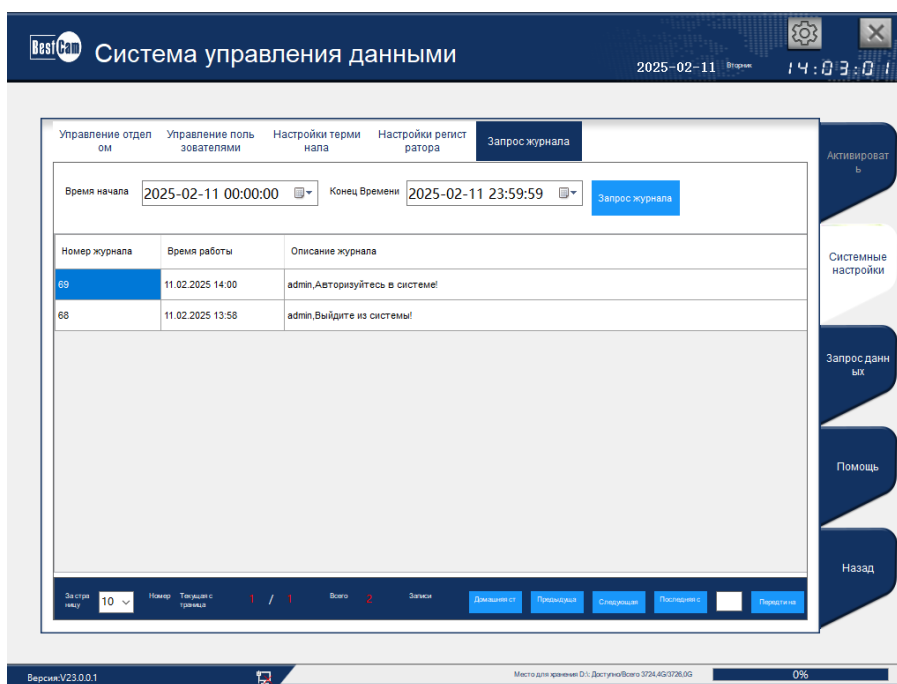 BestCam
Система управления данными
2025-02-11 Вторник 14:03:01
Управление отдел
ом
Управление поль
зователями
Настройки терми
нала
Настройки регист
ратора
Запрос журнала
Время начала 2025-02-11 00:00:00 Конец Времени 2025-02-11 23:59:59 Запрос журнала
Номер журнала Время работы Описание журнала
69 11.02.2025 14:00 admin,Авторизуйтесь в системе!
68 11.02.2025 13:58 admin,Выйдите из системы!
Активироват
ь
Системные
настройки
Запрос данн
ых
Помощь
Назад
За стра
ницу
10
Номер
Текущая с
траница
1 / 1
Всего 2 Записи
Домашняя ст Предыдуща Следующая Последняя с Перейти на
Версия:V23.0.0.1
Место для хранения D:\: Доступно/Всего 3724,4G/3726,0G 0%